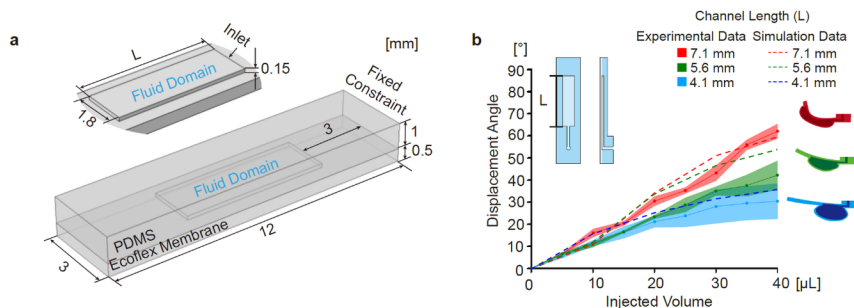 a
[mm]
L
Inlet
0.15
Fluid Domain
1.8
Fixed
Constraint
3
1
0.5
Fluid Domain
PDMS
Ecoflex Membrane
12
3
b
Channel Length (L)
Experimental Data Simulation Data
7.1 mm 7.1 mm
5.6 mm 5.6 mm
4.1 mm 4.1 mm
[°]
90
80
70
60
50
40
30
20
10
0
Displacement Angle
L
0 10 20 30 40 [µL]
Injected Volume